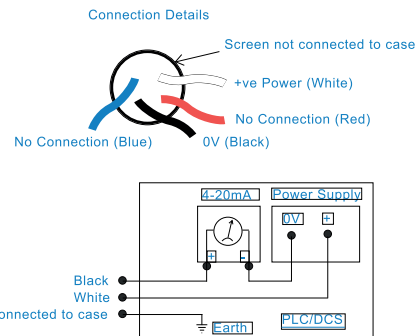 Connection Details
Screen not connected to case
+ve Power (White)
No Connection (Red)
No Connection (Blue)
0V (Black)
4-20mA
Power Supply
0V
+
+
-
Black
White
connected to case
Earth
PLC/DCS